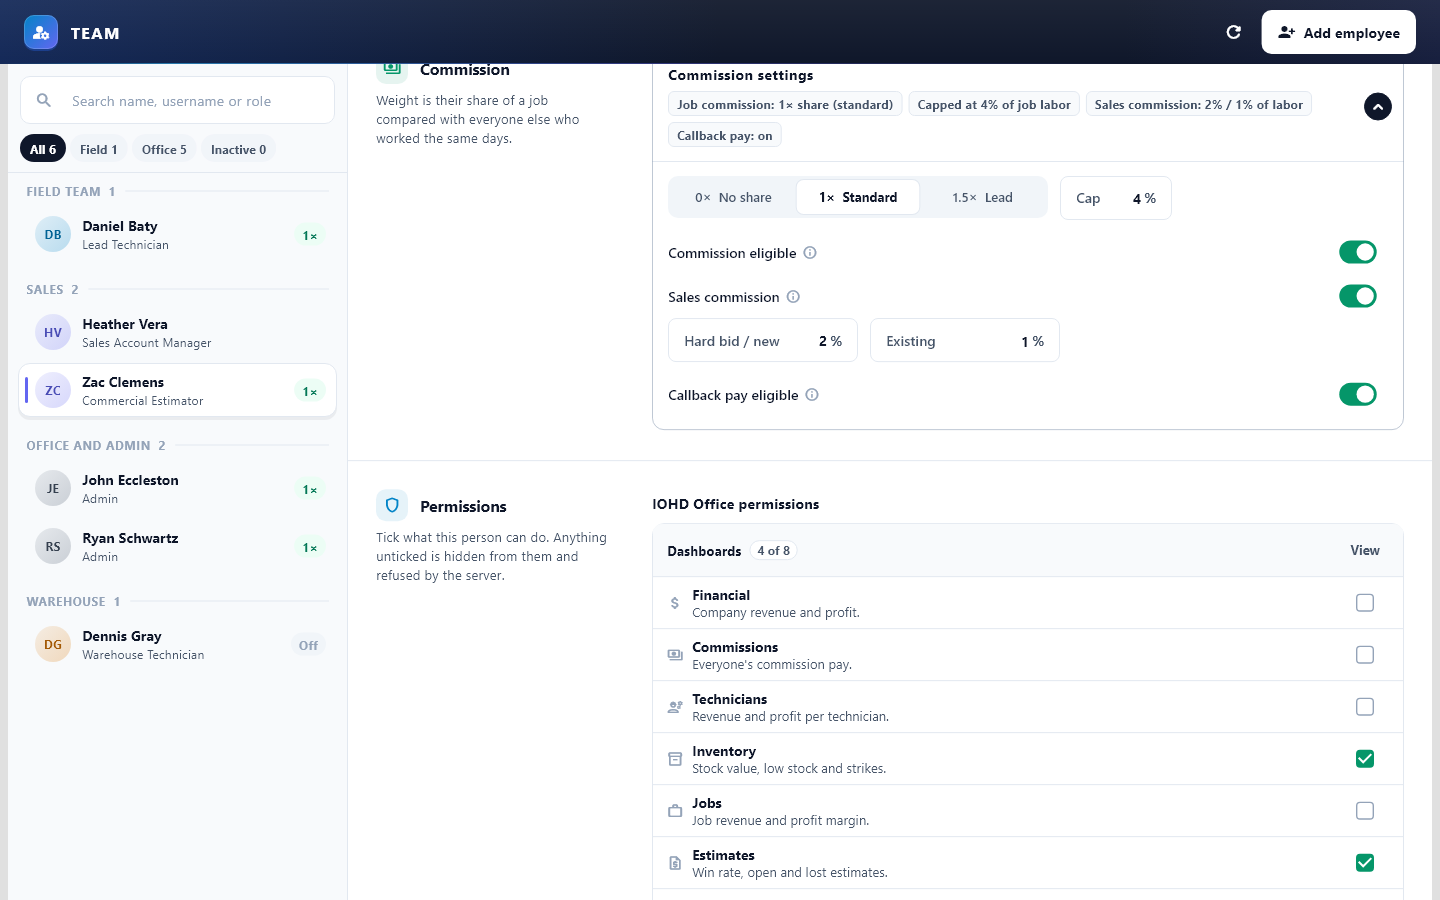 TEAM
Add employee
Search name, username or role
All 6
Field 1
Office 5
Inactive 0
FIELD TEAM 1
DB
Daniel Baty
Lead Technician
1×
SALES 2
HV
Heather Vera
Sales Account Manager
ZC
Zac Clemens
Commercial Estimator
1×
OFFICE AND ADMIN 2
JE
John Eccleston
Admin
1×
RS
Ryan Schwartz
Admin
1×
WAREHOUSE 1
DG
Dennis Gray
Warehouse Technician
Off
Commission
Weight is their share of a job
compared with everyone else who
worked the same days.
Commission settings
Job commission: 1× share (standard)
Capped at 4% of job labor
Sales commission: 2% / 1% of labor
Callback pay: on
0× No share
1× Standard
1.5× Lead
Cap 4 %
Commission eligible
Sales commission
Hard bid / new 2 %
Existing 1 %
Callback pay eligible
Permissions
Tick what this person can do. Anything
unticked is hidden from them and
refused by the server.
IOHD Office permissions
Dashboards 4 of 8 View
Financial
Company revenue and profit.
Commissions
Everyone's commission pay.
Technicians
Revenue and profit per technician.
Inventory
Stock value, low stock and strikes.
Jobs
Job revenue and profit margin.
Estimates
Win rate, open and lost estimates.